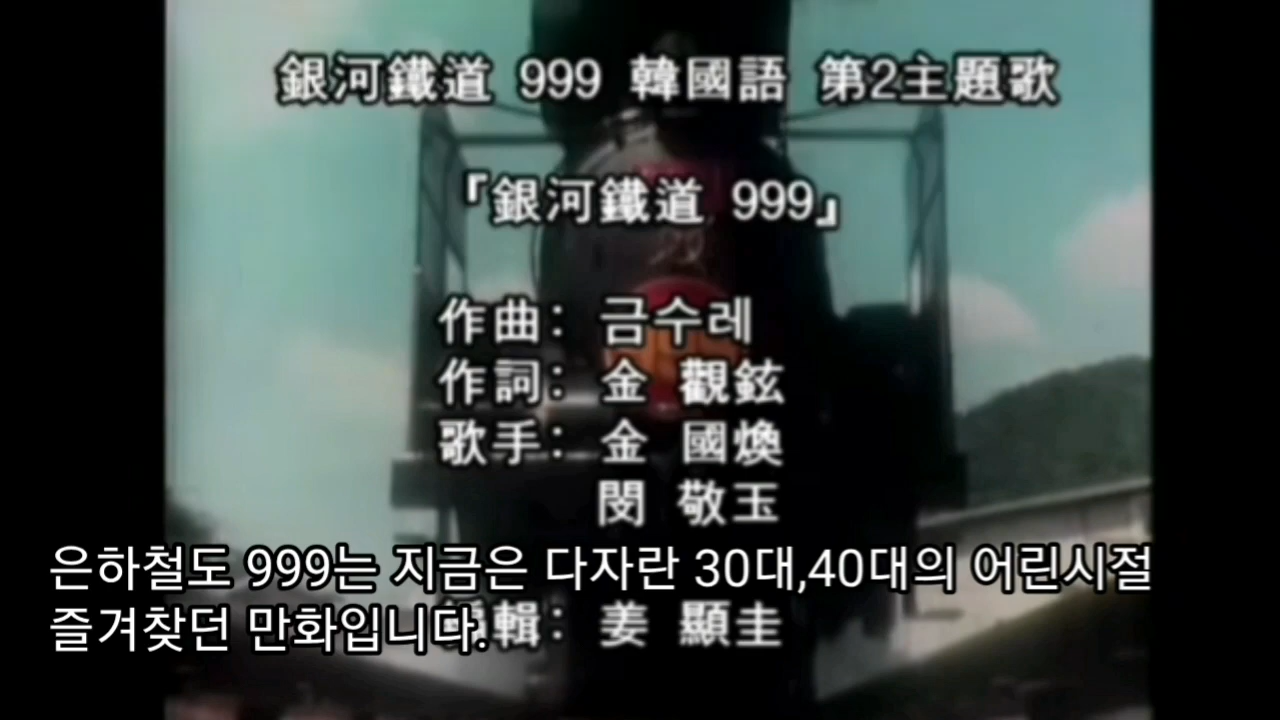 銀河鐵道 999 韓國語 第2主題歌
『銀河鐵道 999』
29
作曲: 금수레
作詞: 金 觀鉉
歌手: 金 國煥
閔 敬玉
은하철도 999는 지금은 다자란 30대,40대의 어린시절
즐겨찾던 만화입니다.
輯: 姜 顯圭